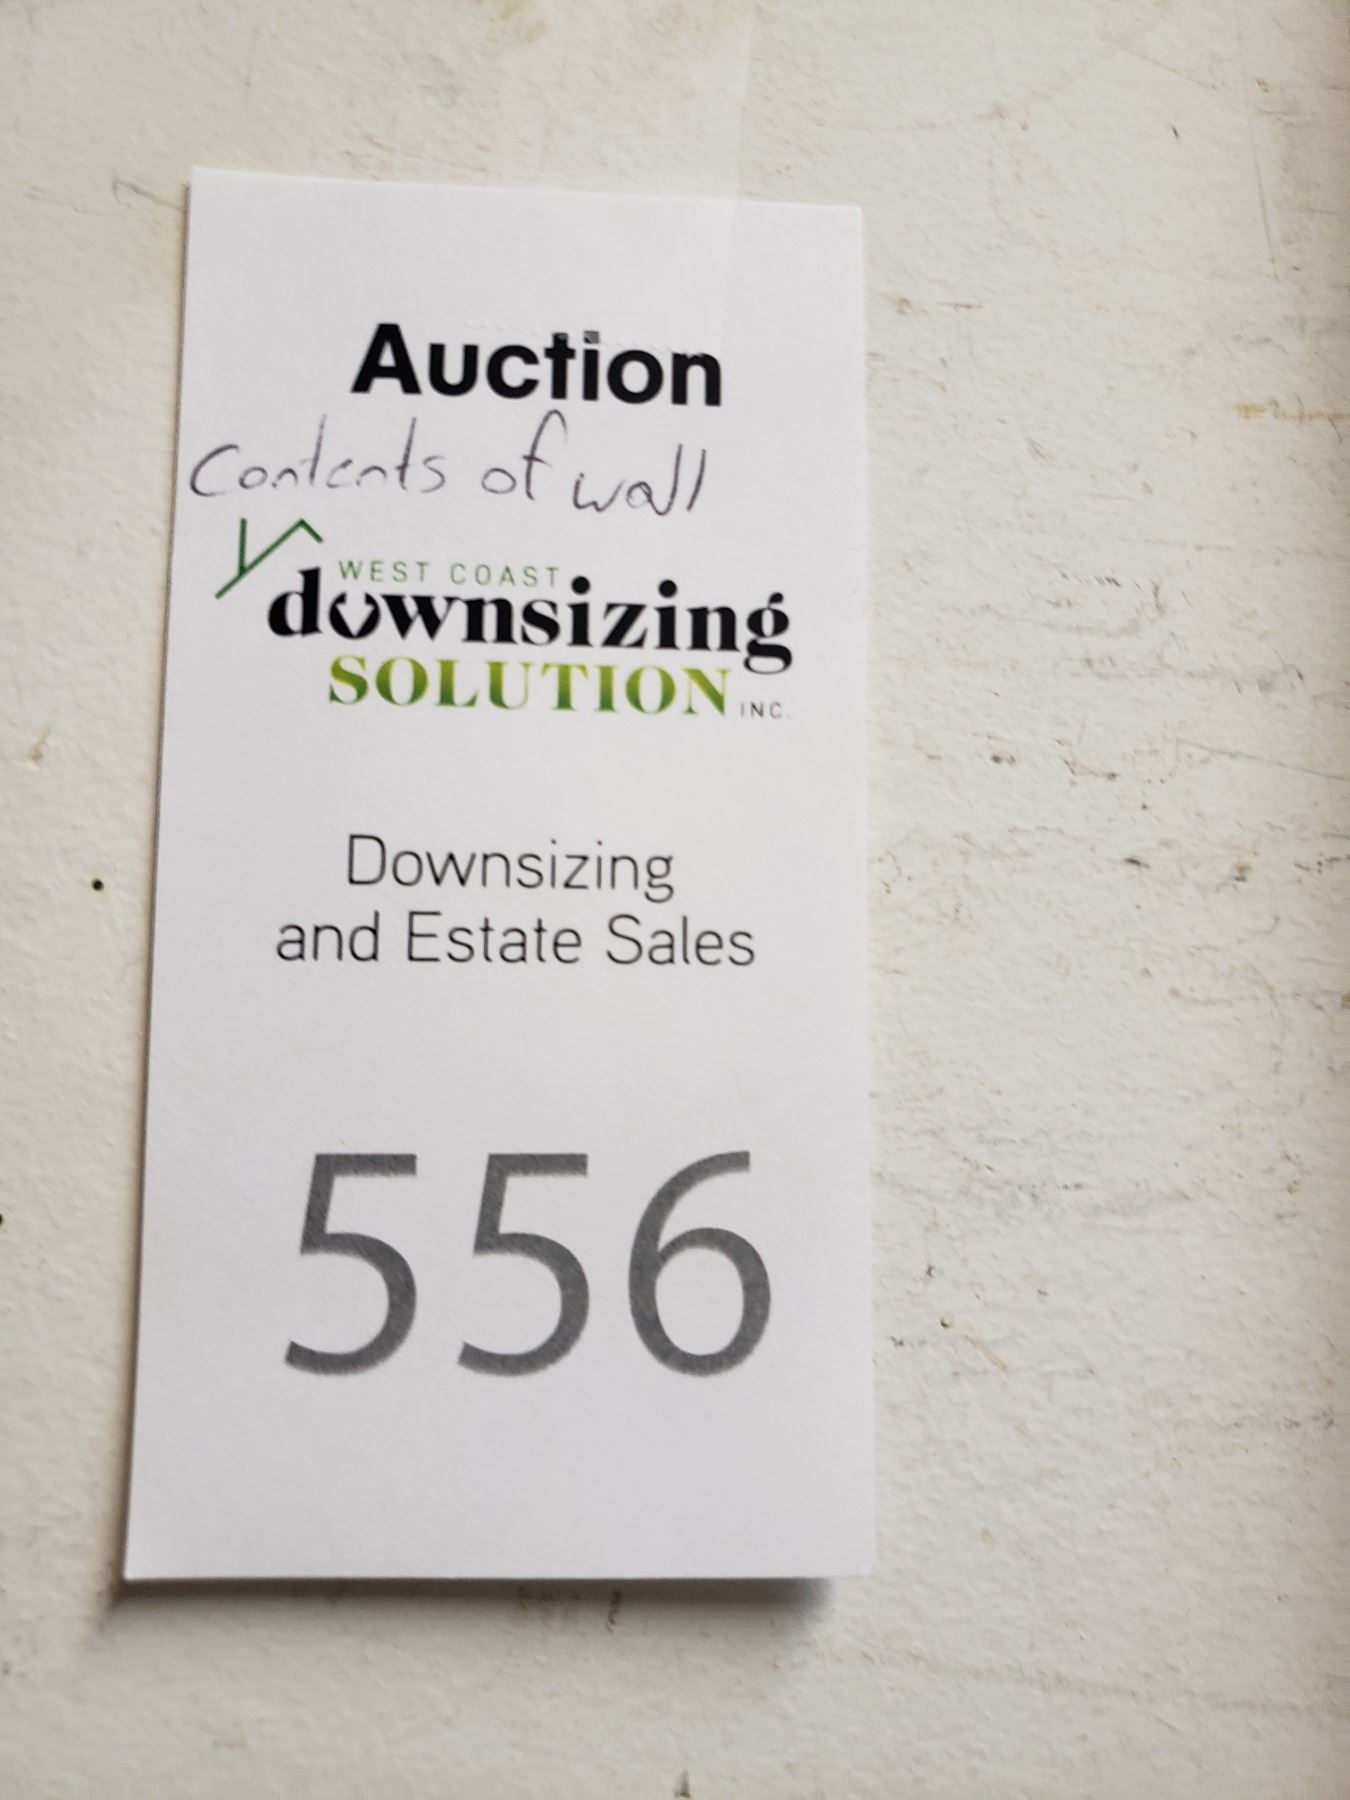 Auction
Contents of wall
WEST COAST
downsizing
SOLUTION INC.
Downsizing
and Estate Sales
556